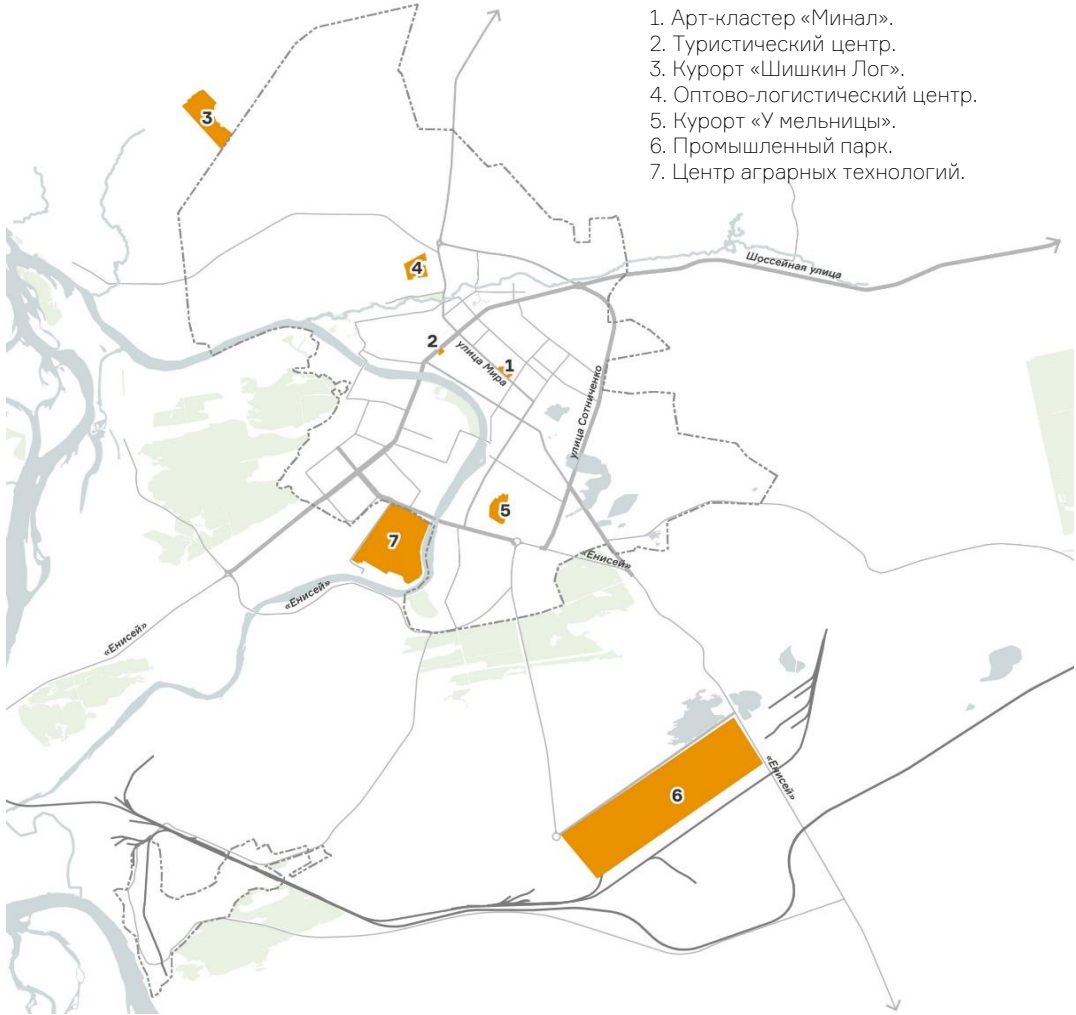 1. Арт-кластер «Минал».
2. Туристический центр.
3. Курорт «Шишкин Лог».
4. Оптово-логистический центр.
5. Курорт «У мельницы».
6. Промышленный парк.
7. Центр аграрных технологий.
3
Шоссейная улица
4
2
улица Мира
1
улица Сотниченко
5
7
«Енисей»
«Енисей»
«Енисей»
«Енисей»
6